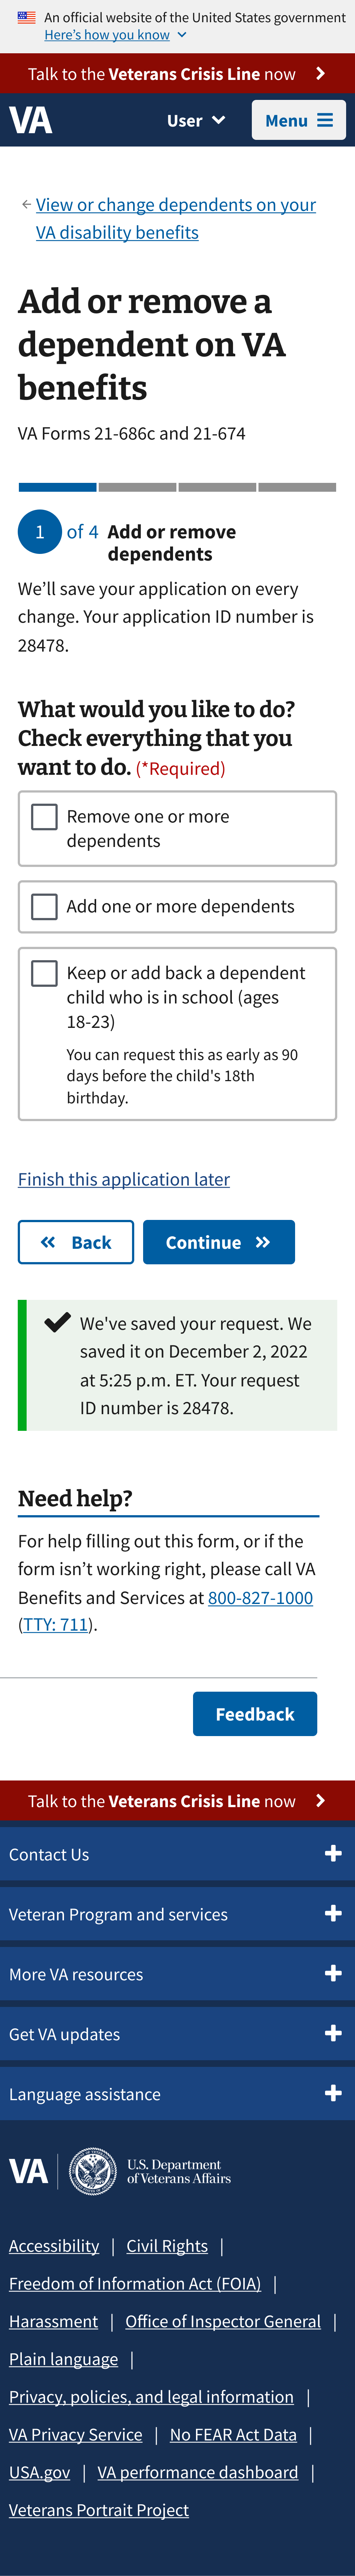 An official website of the United States government
Here's how you know
Talk to the Veterans Crisis Line now
VA
User
Menu
View or change dependents on your
VA disability benefits
Add or remove a
dependent on VA
benefits
VA Forms 21-686c and 21-674
1 of 4 Add or remove
dependents
We'll save your application on every
change. Your application ID number is
28478.
What would you like to do?
Check everything that you
want to do. (*Required)
Remove one or more
dependents
Add one or more dependents
Keep or add back a dependent
child who is in school (ages
18-23)
You can request this as early as 90
days before the child's 18th
birthday.
Finish this application later
Back
Continue
We've saved your request. We
saved it on December 2, 2022
at 5:25 p.m. ET. Your request
ID number is 28478.
Need help?
For help filling out this form, or if the
form isn't working right, please call VA
Benefits and Services at 800-827-1000
(TTY: 711).
Feedback
Talk to the Veterans Crisis Line now
Contact Us
Veteran Program and services
More VA resources
Get VA updates
Language assistance
VA | U.S. Department
of Veterans Affairs
Accessibility | Civil Rights |
Freedom of Information Act (FOIA) |
Harassment | Office of Inspector General |
Plain language |
Privacy, policies, and legal information |
VA Privacy Service | No FEAR Act Data |
USA.gov | VA performance dashboard |
Veterans Portrait Project